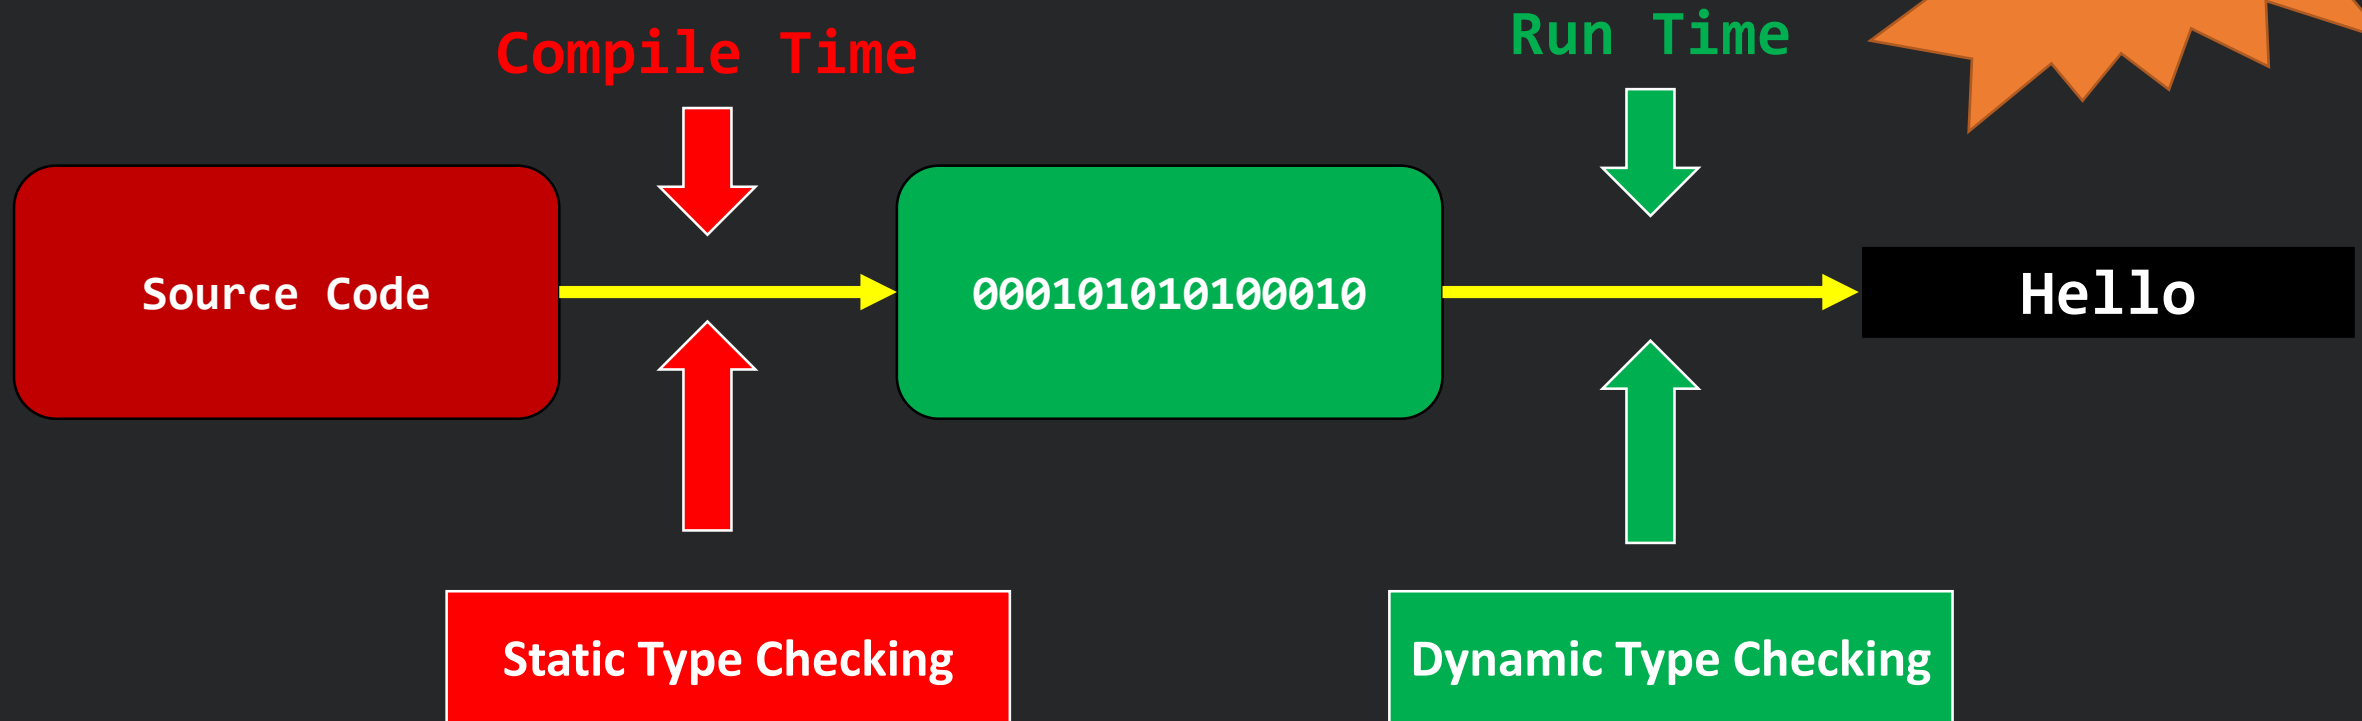 Compile Time
Run Time
Source Code
000101010100010
Hello
Static Type Checking
Dynamic Type Checking